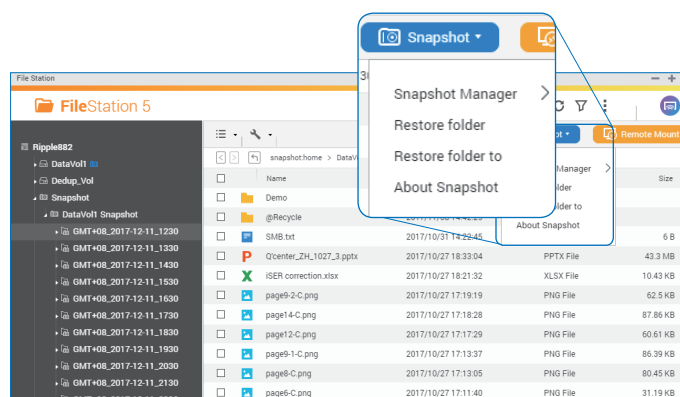 Snapshot
Snapshot Manager
Restore folder
Restore folder to
About Snapshot
File Station
FileStation 5
Remote Mount
Ripple882
DataVol1
Dedup_Vol
Snapshot
DataVol1 Snapshot
GMT+08_2017-12-11_1230
GMT+08_2017-12-11_1330
GMT+08_2017-12-11_1430
GMT+08_2017-12-11_1530
GMT+08_2017-12-11_1630
GMT+08_2017-12-11_1730
GMT+08_2017-12-11_1830
GMT+08_2017-12-11_1930
GMT+08_2017-12-11_2030
GMT+08_2017-12-11_2130
snapshot:home > DataV
Manager
older to
About Snapshot
Name Size
Demo
@Recycle
SMB.txt 2017/10/31 14:22:45 6 B
Q'center_ZH_1027_3.pptx 2017/10/27 18:33:04 PPTX File 43.3 MB
iSER correction.xlsx 2017/10/27 18:21:32 XLSX File 10.43 KB
page9-2-C.png 2017/10/27 17:19:19 PNG File 62.5 KB
page14-C.png 2017/10/27 17:18:28 PNG File 87.86 KB
page12-C.png 2017/10/27 17:17:29 PNG File 60.61 KB
page9-1-C.png 2017/10/27 17:13:37 PNG File 86.39 KB
page8-C.png 2017/10/27 17:13:05 PNG File 80.45 KB
page6-C.png 2017/10/27 17:11:40 PNG File 31.19 KB